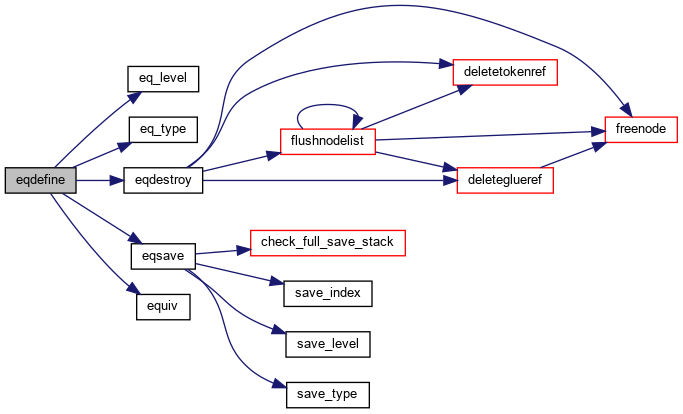 eq_level
deletetokenref
eq_type
freenode
flushnodelist
eqdefine
eqdestroy
deleteglueref
check_full_save_stack
eqsave
save_index
equiv
save_level
save_type